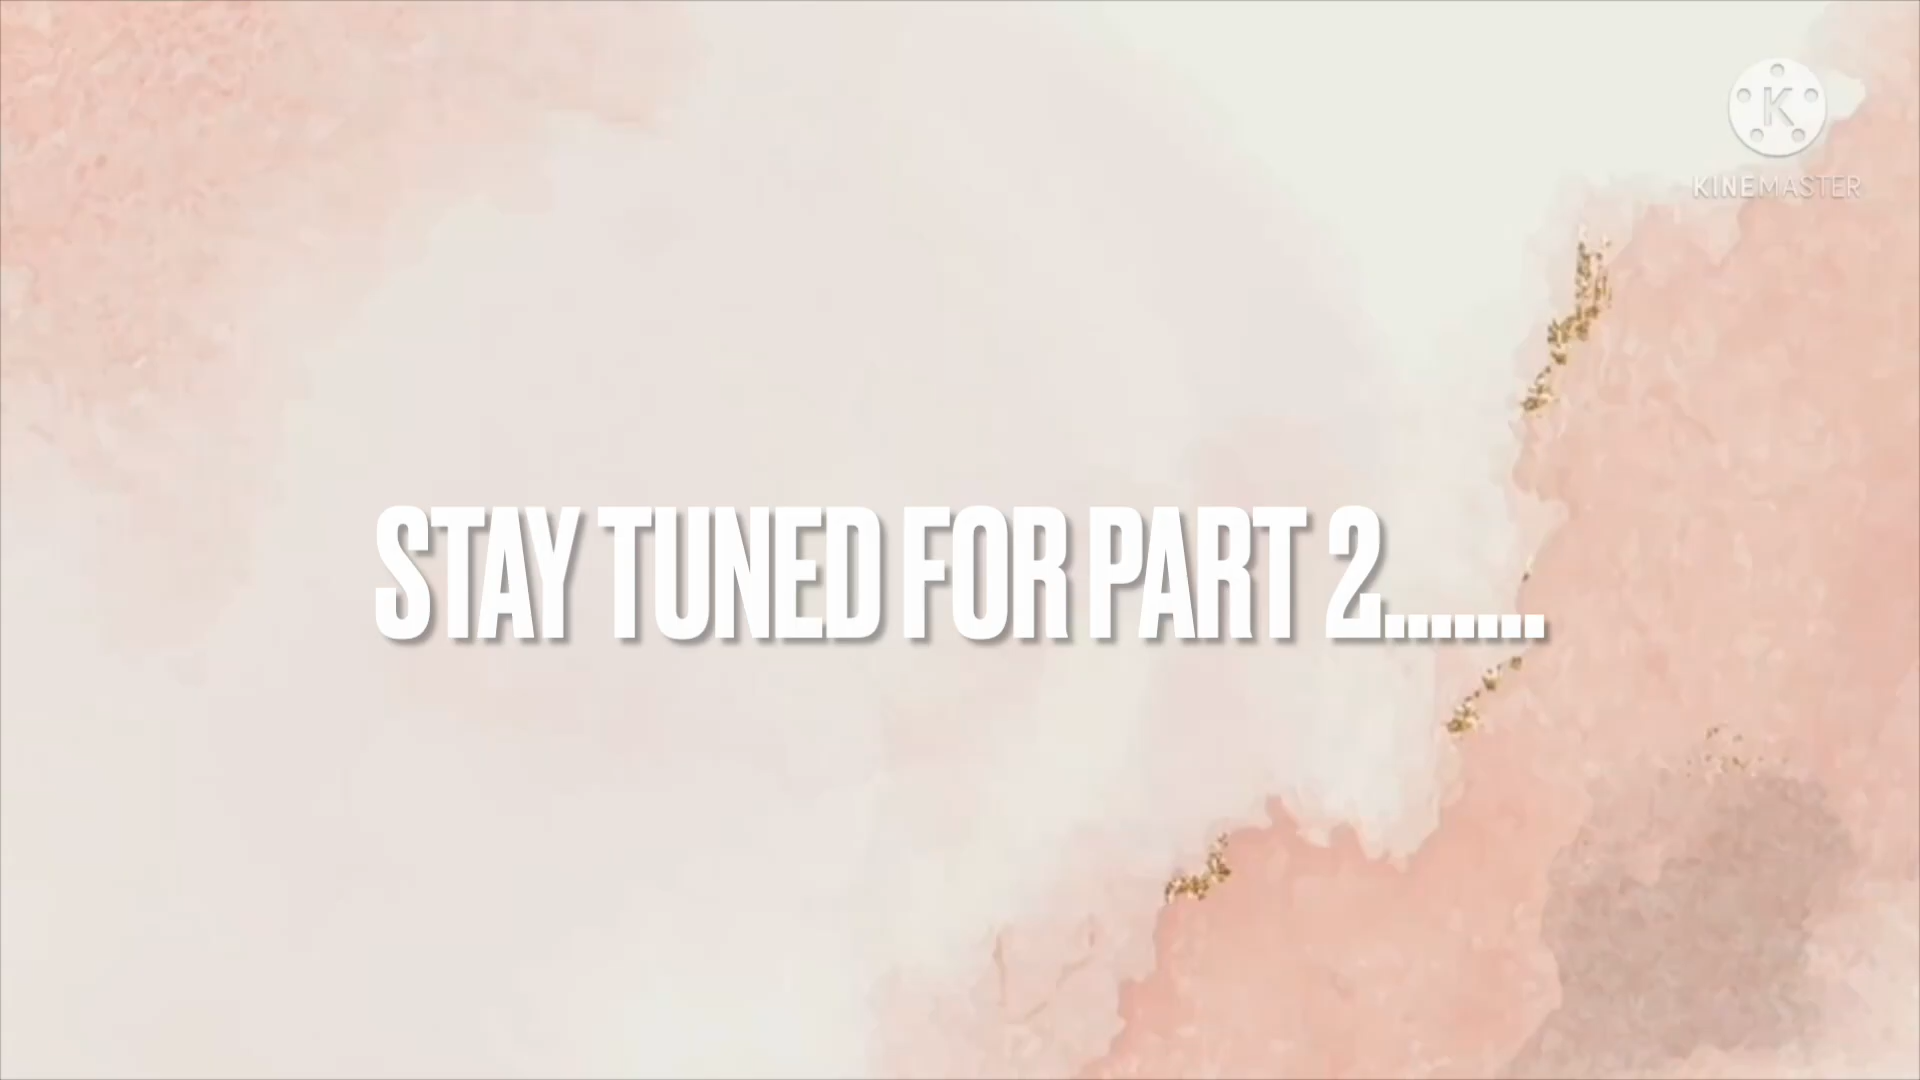 K
KINEMASTER
STAY TUNED FOR PART 2.......